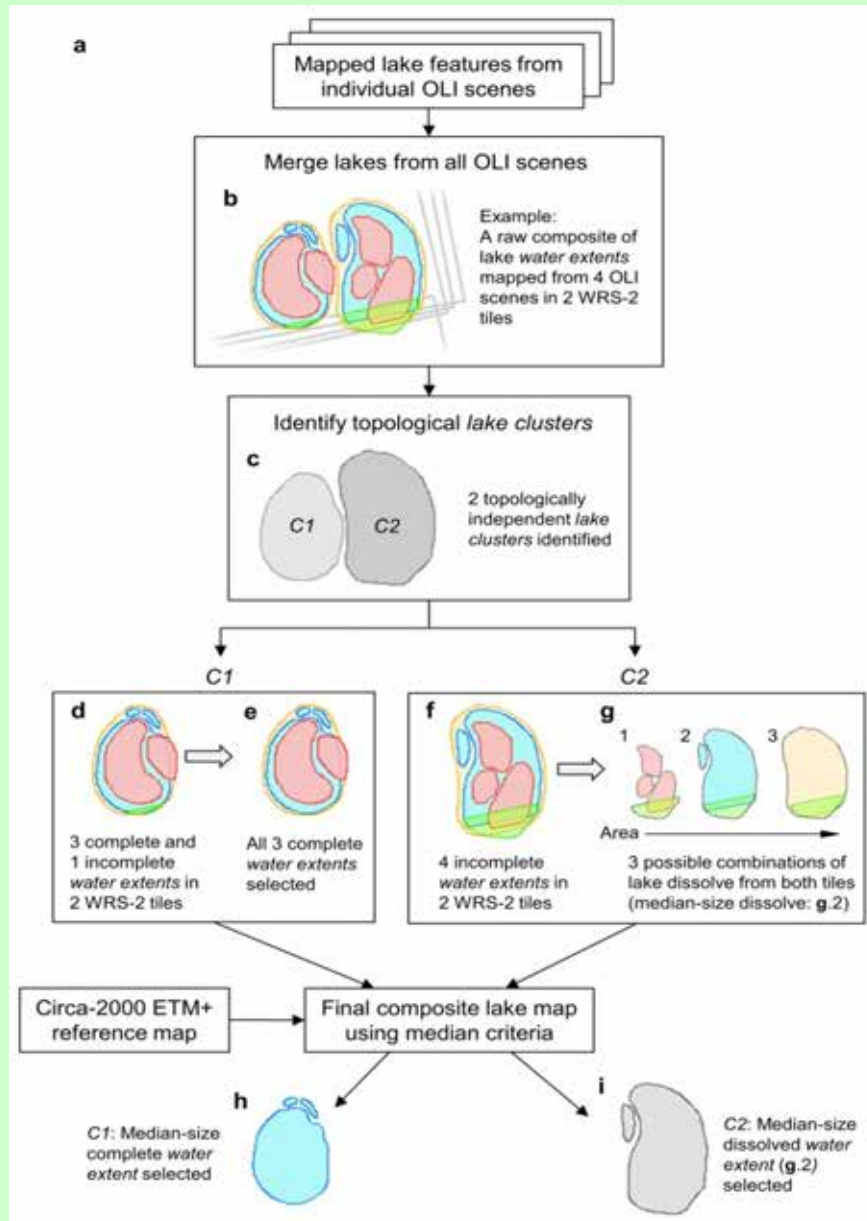 a
Mapped lake features from
individual OLI scenes
Merge lakes from all OLI scenes
b
Example:
A raw composite of
lake water extents
mapped from 4 OLI
scenes in 2 WRS-2
tiles
Identify topological lake clusters
c
C1
C2
2 topologically
independent lake
clusters identified
C1
d
e
3 complete and
1 incomplete
water extents in
2 WRS-2 tiles
All 3 complete
water extents
selected
C2
f
g
1
2
3
Area
4 incomplete
water extents in
2 WRS-2 tiles
3 possible combinations of
lake dissolve from both tiles
(median-size dissolve: g.2)
Circa-2000 ETM+
reference map
Final composite lake map
using median criteria
h
C1: Median-size
complete water
extent selected
i
C2: Median-size
dissolved water
extent (g.2)
selected